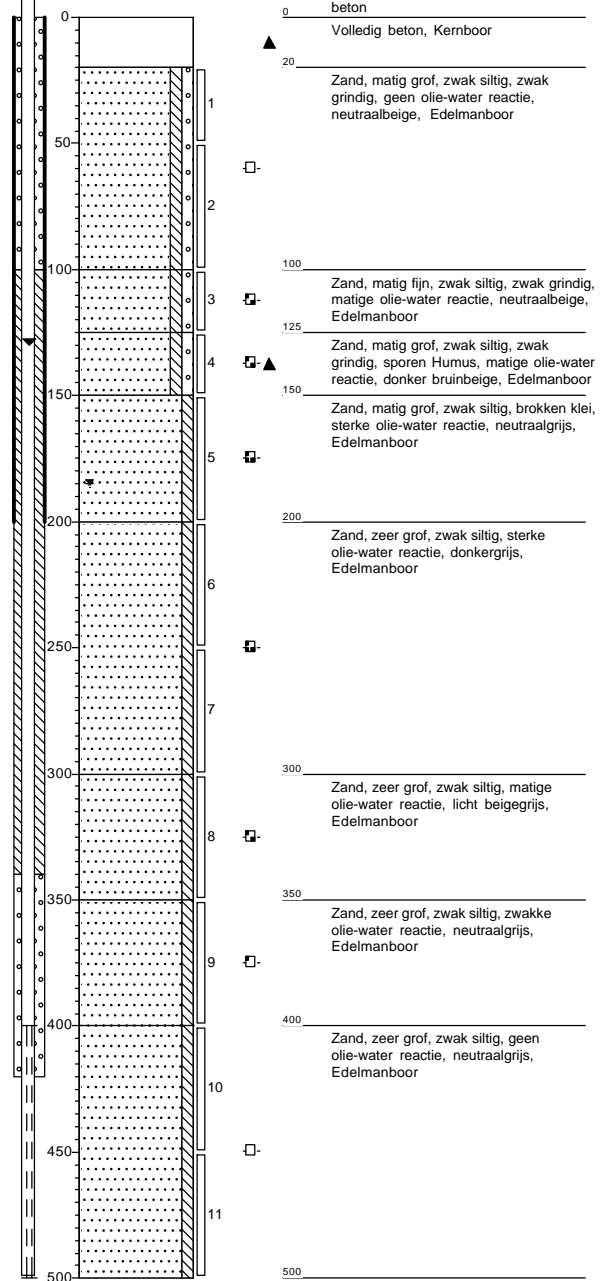 beton
0
0
Volledig beton, Kernboor
20
Zand, matig grof, zwak siltig, zwak
grindig, geen olie-water reactie,
neutraalbeige, Edelmanboor
1
50
2
100
100
Zand, matig fijn, zwak siltig, zwak grindig,
matige olie-water reactie, neutraalbeige,
Edelmanboor
3
125
Zand, matig grof, zwak siltig, zwak
grindig, sporen Humus, matige olie-water
reactie, donker bruinbeige, Edelmanboor
4
150
150
Zand, matig grof, zwak siltig, brokken klei,
sterke olie-water reactie, neutraalgrijs,
Edelmanboor
5
200
200
Zand, zeer grof, zwak siltig, sterke
olie-water reactie, donkergrijs,
Edelmanboor
6
250
7
300
300
Zand, zeer grof, zwak siltig, matige
olie-water reactie, licht beigegrijs,
Edelmanboor
8
350
350
Zand, zeer grof, zwak siltig, zwakke
olie-water reactie, neutraalgrijs,
Edelmanboor
9
400
400
Zand, zeer grof, zwak siltig, geen
olie-water reactie, neutraalgrijs,
Edelmanboor
10
450
11
500
500